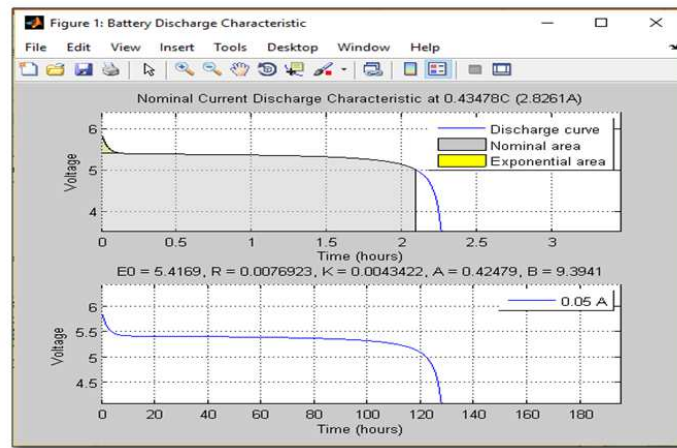 Figure 1: Battery Discharge Characteristic
File Edit View Insert Tools Desktop Window Help
Nominal Current Discharge Characteristic at 0.43478C (2.8261A)
6
5
4
Voltage
Discharge curve
Nominal area
Exponential area
0 0.5 1 1.5 2 2.5 3
Time (hours)
E0 = 5.4169, R = 0.0076923, K = 0.0043422, A = 0.42479, B = 9.3941
6
5.5
5
4.5
Voltage
0.05 A
0 20 40 60 80 100 120 140 160 180
Time (hours)